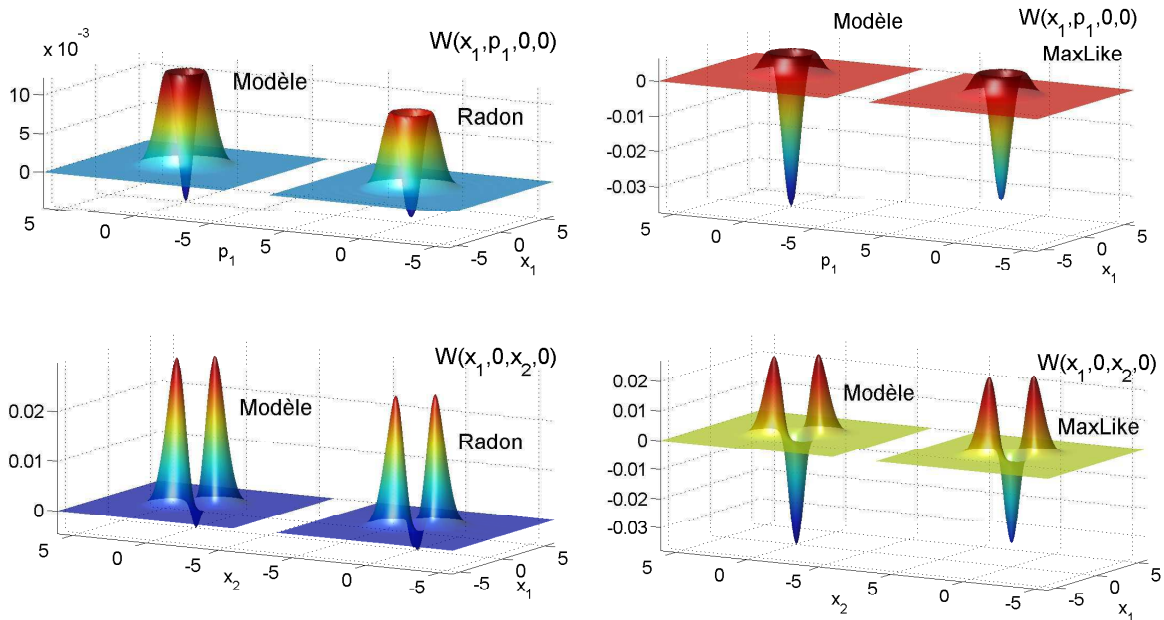 x 10⁻³
W(x₁,p₁,0,0)
Modèle
Radon
10
5
0
5
0
-5
5
0
-5
p₁
-5
0
5
x₁
W(x₁,p₁,0,0)
Modèle
MaxLike
0
-0.01
-0.02
-0.03
5
0
-5
5
0
-5
p₁
-5
0
5
x₁
W(x₁,0,x₂,0)
Modèle
Radon
0.02
0.01
0
5
0
-5
5
0
-5
x₂
-5
0
5
x₁
W(x₁,0,x₂,0)
Modèle
MaxLike
0.02
0.01
0
-0.01
-0.02
-0.03
5
0
-5
5
0
-5
x₂
-5
0
5
x₁